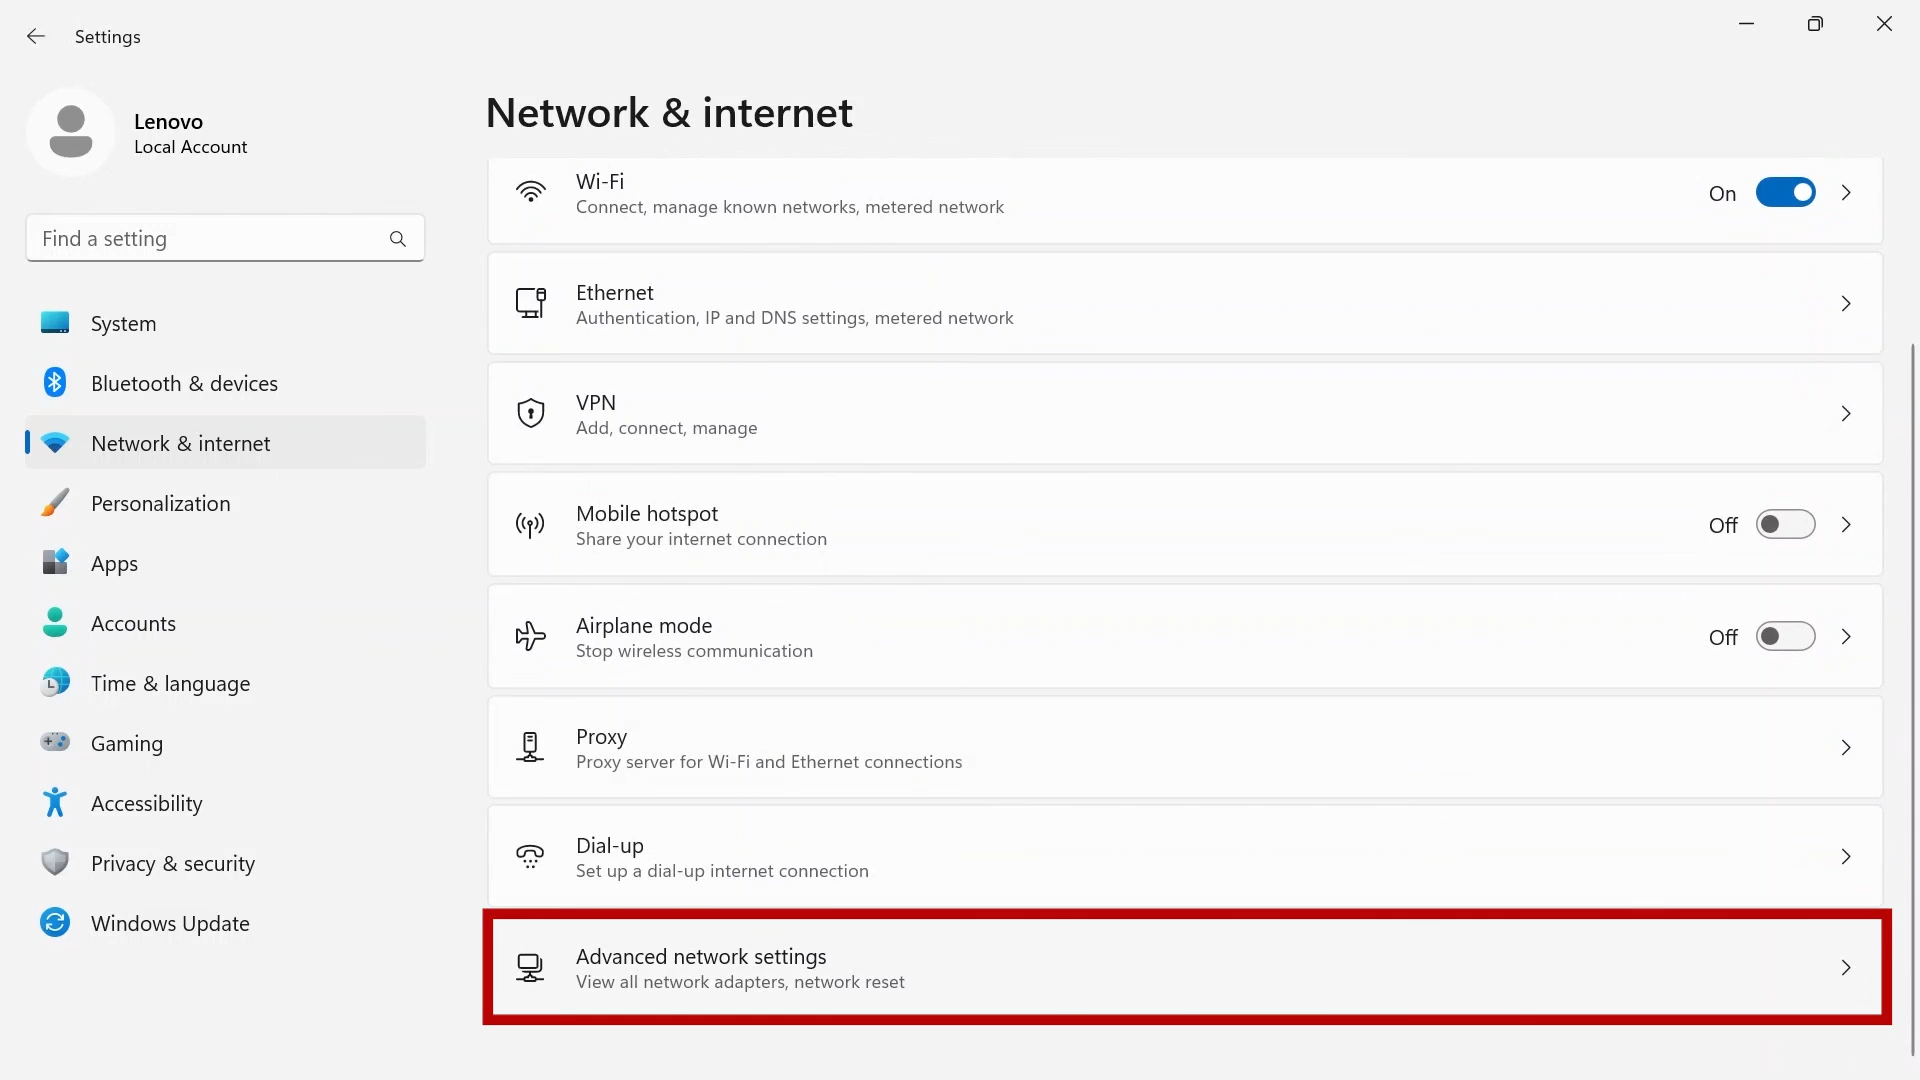 Settings
Lenovo
Local Account
Find a setting
System
Bluetooth & devices
Network & internet
Personalization
Apps
Accounts
Time & language
Gaming
Accessibility
Privacy & security
Windows Update
Network & internet
Wi-Fi
Connect, manage known networks, metered network
On
Ethernet
Authentication, IP and DNS settings, metered network
VPN
Add, connect, manage
Mobile hotspot
Share your internet connection
Off
Airplane mode
Stop wireless communication
Off
Proxy
Proxy server for Wi-Fi and Ethernet connections
Dial-up
Set up a dial-up internet connection
Advanced network settings
View all network adapters, network reset